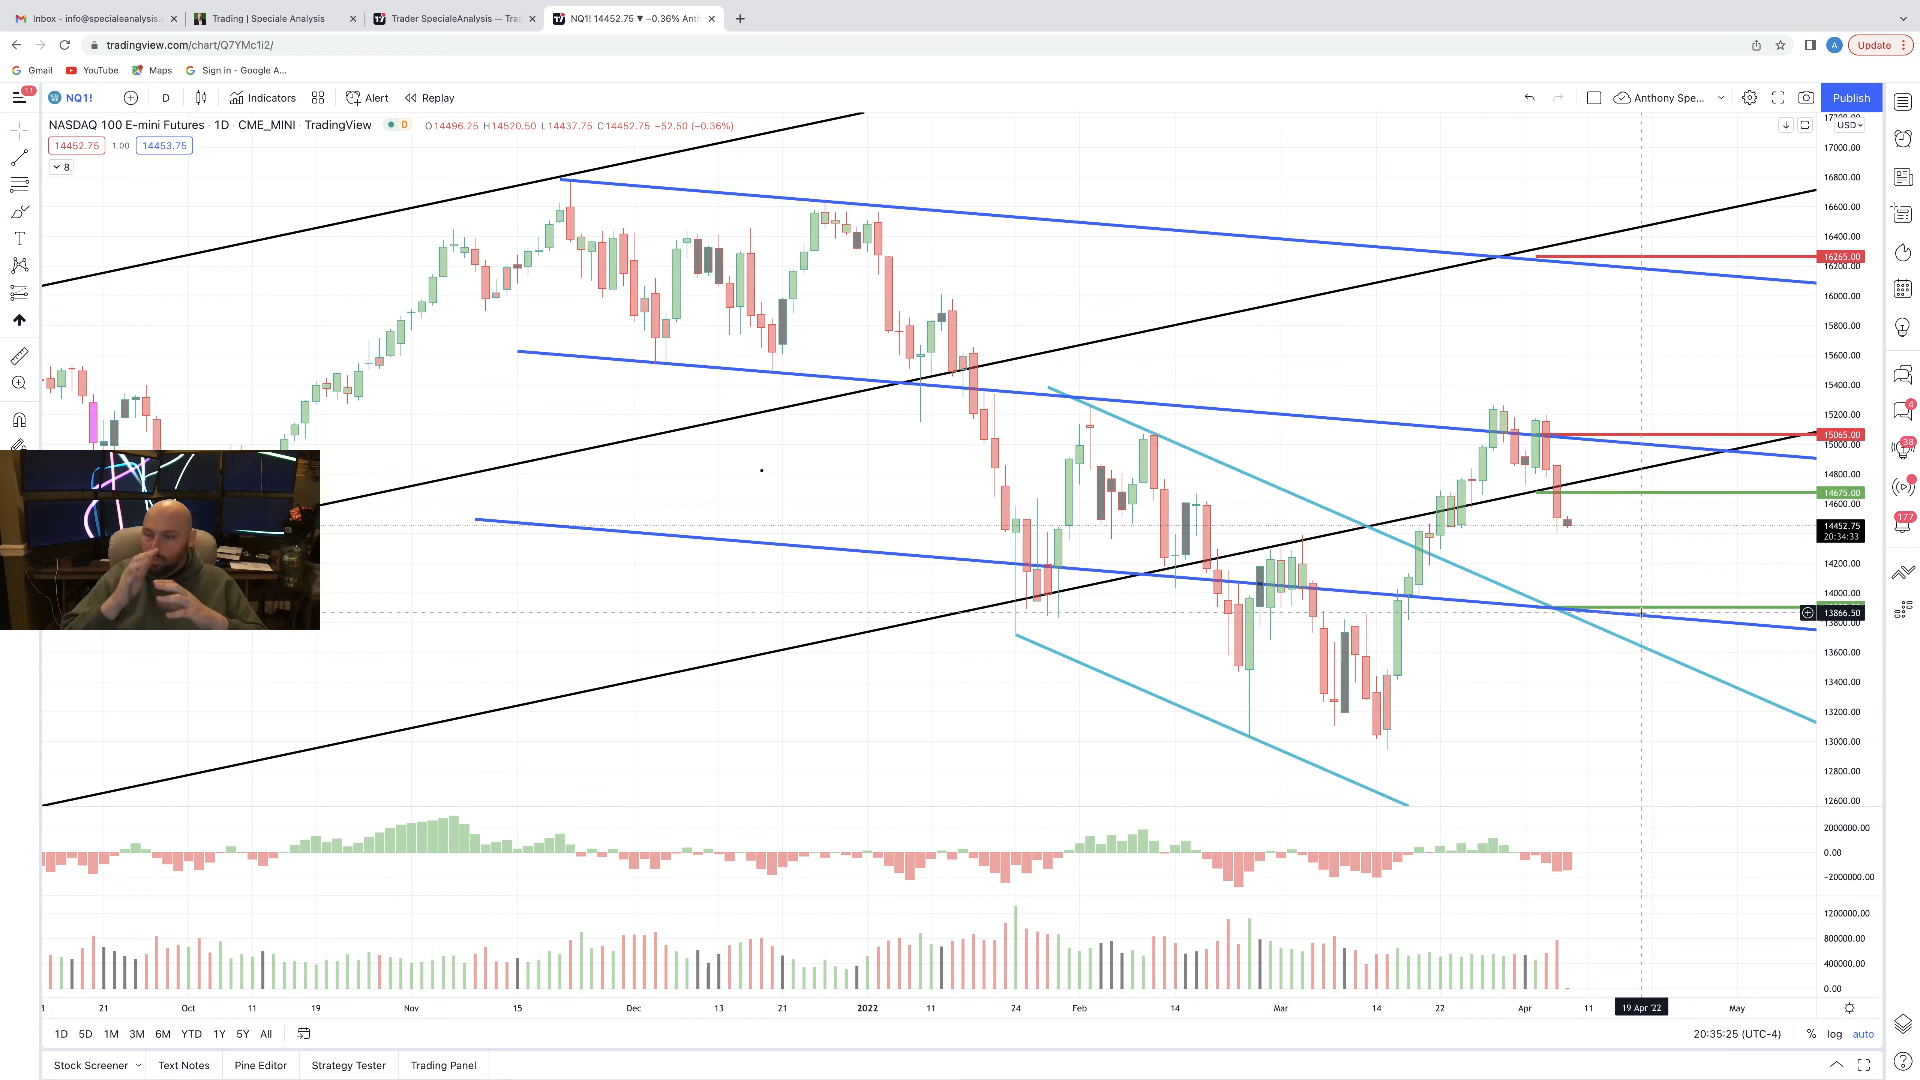 Inbox - info@specialeanalysis.c
Trading | Speciale Analysis
Trader SpecialeAnalysis — Trac
NQ1! 14452.75 ▼ −0.36% Anth
tradingview.com/chart/Q7YMc1i2/
A
Update
Gmail
YouTube
Maps
Sign in - Google A...
11
NQ1!
D
Indicators
Alert
Replay
Anthony Spe...
Publish
NASDAQ 100 E-mini Futures · 1D · CME_MINI · TradingView
D
O14496.25 H14520.50 L14437.75 C14452.75 −52.50 (−0.36%)
USD
14452.75
1.00
14453.75
8
17000.00
16800.00
16600.00
16400.00
16265.00
16200.00
16000.00
15800.00
15600.00
15400.00
15200.00
15065.00
15000.00
14800.00
14675.00
14600.00
14452.75
20:34:33
14200.00
14000.00
13866.50
13800.00
13600.00
13400.00
13200.00
13000.00
12800.00
12600.00
2000000.00
0.00
−2000000.00
1200000.00
800000.00
400000.00
0.00
4
38
177
21
Oct
11
19
Nov
15
Dec
13
21
2022
11
24
Feb
14
Mar
14
22
Apr
11
19 Apr '22
May
1D 5D 1M 3M 6M YTD 1Y 5Y All
20:35:25 (UTC-4)
% log auto
Stock Screener
Text Notes
Pine Editor
Strategy Tester
Trading Panel